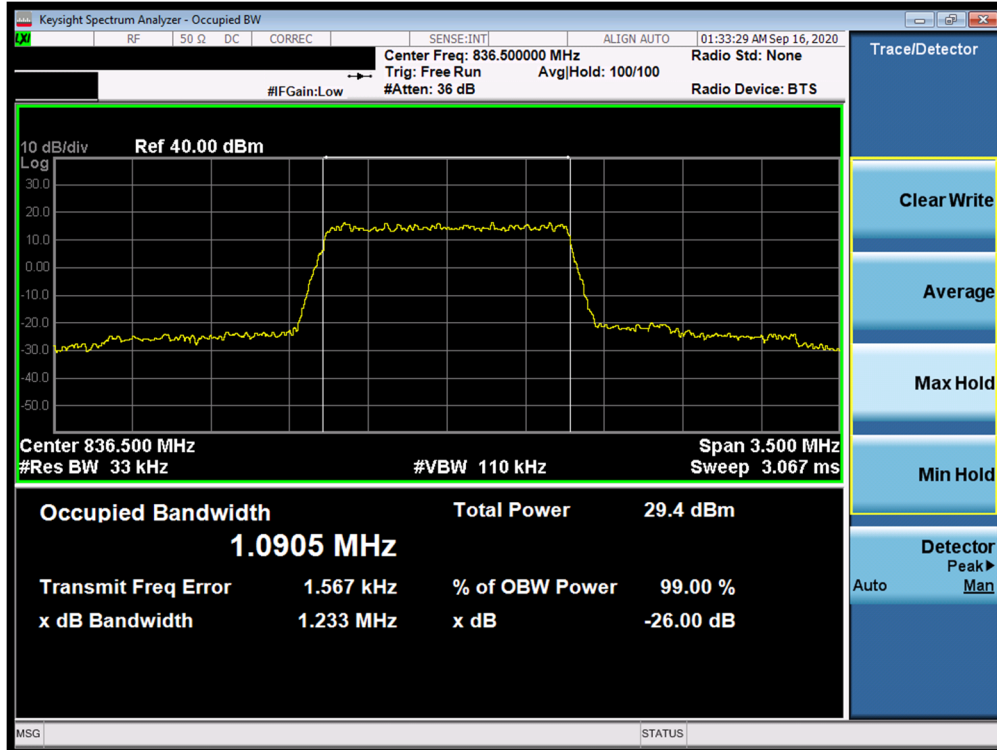 Keysight Spectrum Analyzer - Occupied BW
LXI RF 50 Ω DC CORREC SENSE:INT ALIGN AUTO 01:33:29 AM Sep 16, 2020
Center Freq: 836.500000 MHz Radio Std: None
Trig: Free Run Avg|Hold: 100/100
#IFGain:Low #Atten: 36 dB Radio Device: BTS
Trace/Detector
10 dB/div Ref 40.00 dBm
Log
30.0
20.0
10.0
0.00
-10.0
-20.0
-30.0
-40.0
-50.0
Center 836.500 MHz Span 3.500 MHz
#Res BW 33 kHz #VBW 110 kHz Sweep 3.067 ms
Occupied Bandwidth Total Power 29.4 dBm
1.0905 MHz
Transmit Freq Error 1.567 kHz % of OBW Power 99.00 %
x dB Bandwidth 1.233 MHz x dB -26.00 dB
Clear Write
Average
Max Hold
Min Hold
Detector
Peak▶
Auto Man
MSG STATUS